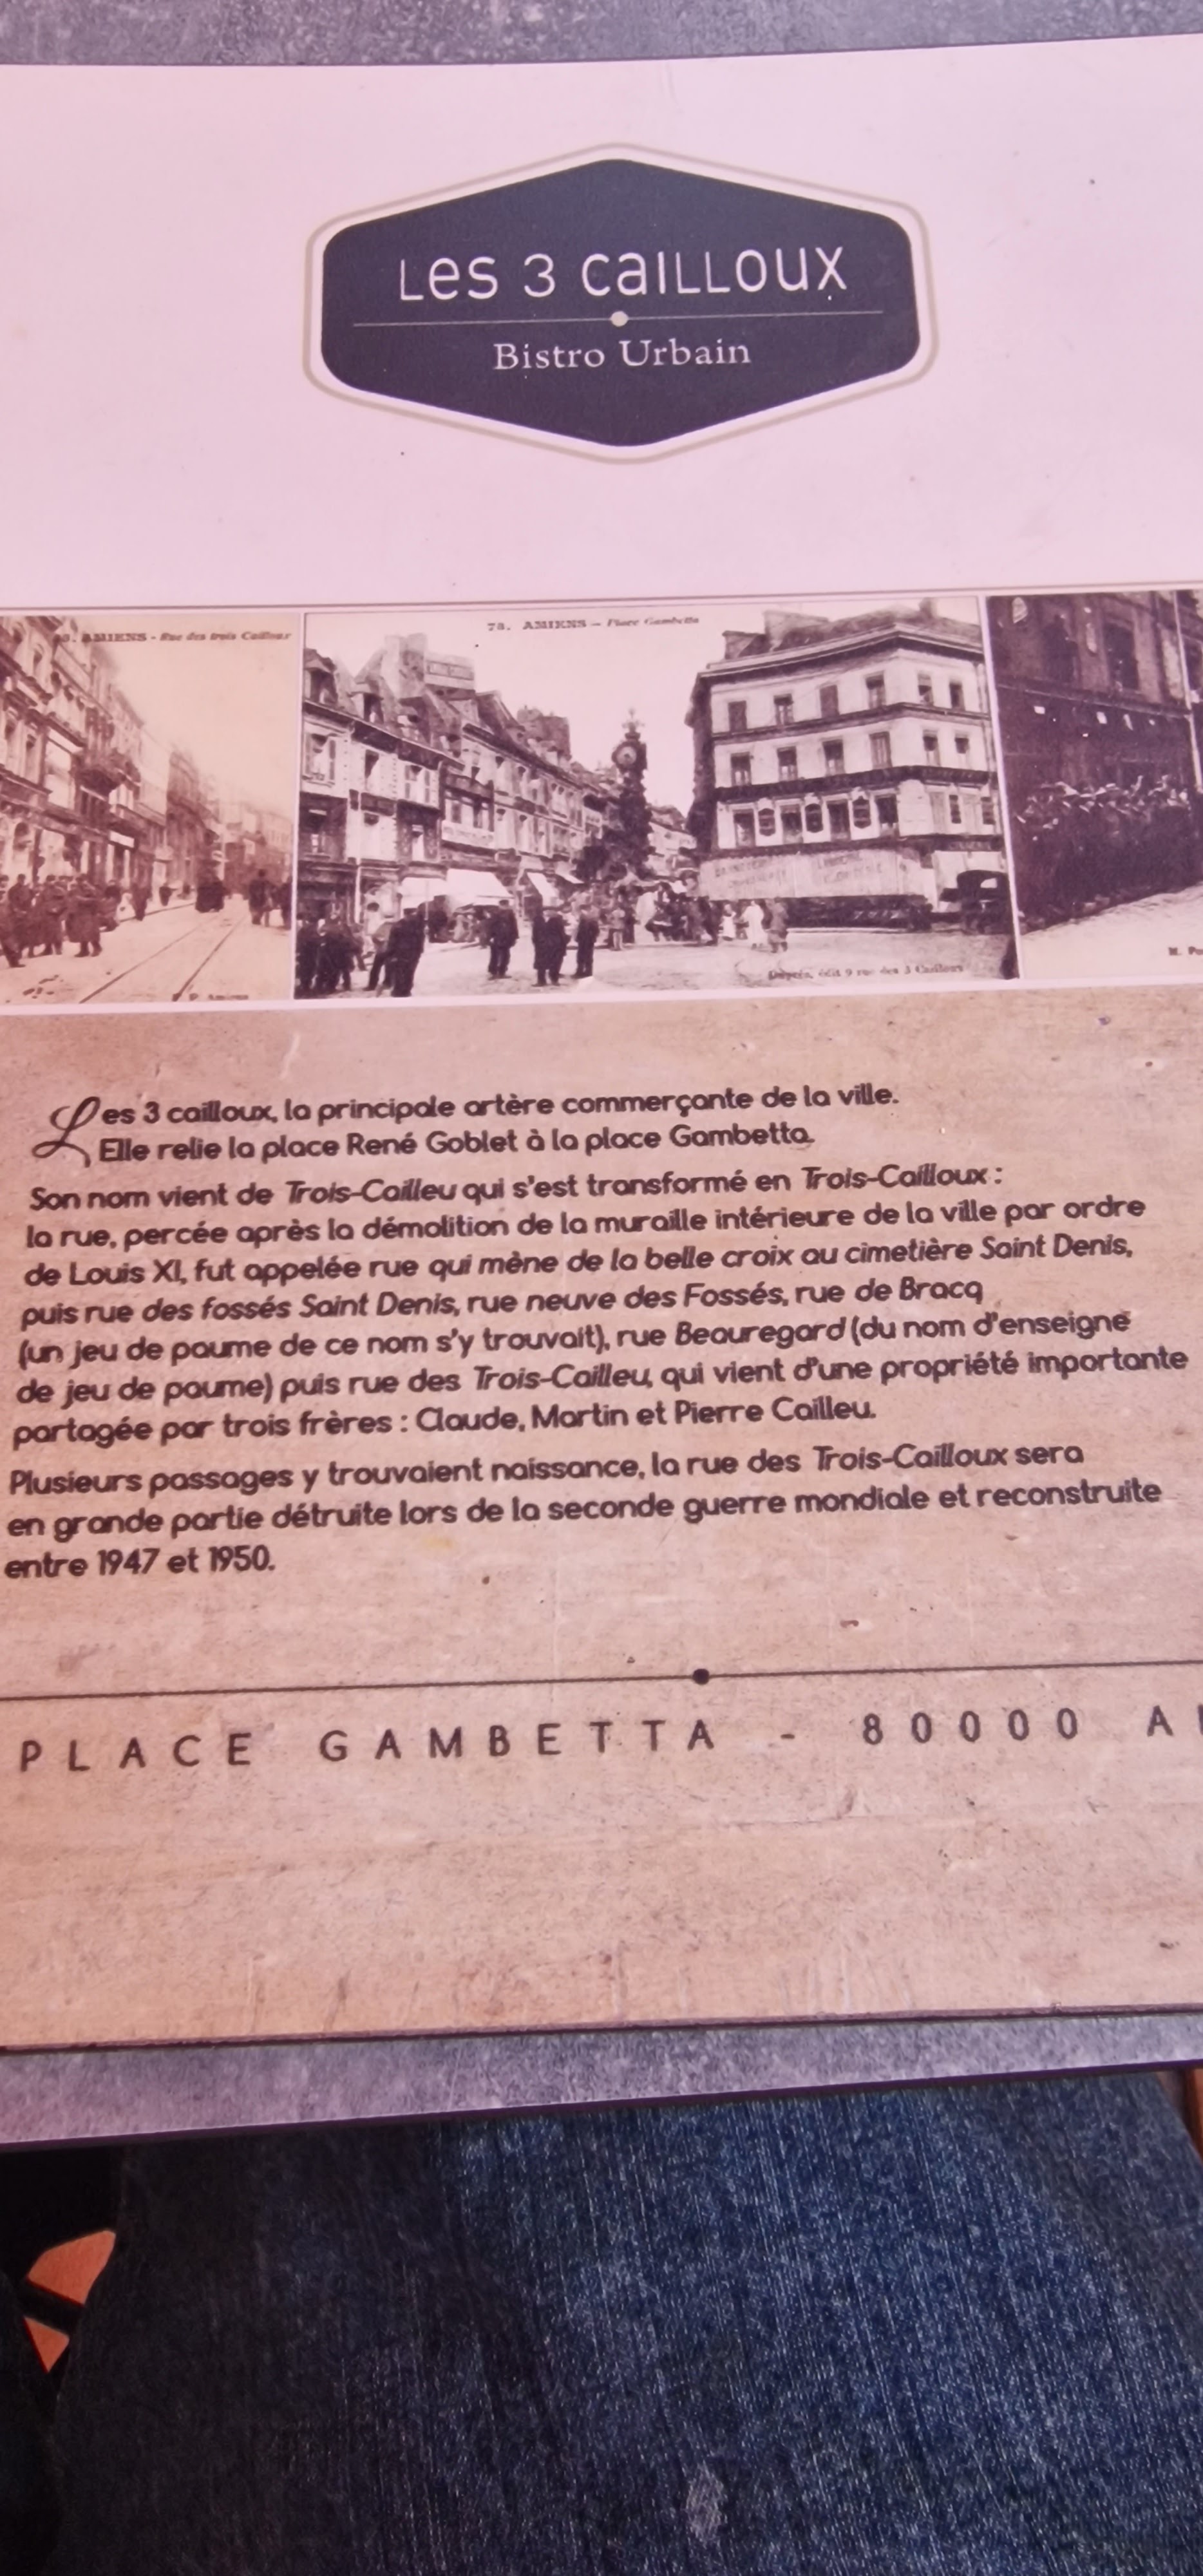 Les 3 caiLLoux
Bistro Urbain
AMIENS - Rue des trois Cailloux
78. AMIENS - Place Gambetta
édit 9 rue des 3 Cailloux
Les 3 cailloux, la principale artère commerçante de la ville.
Elle relie la place René Goblet à la place Gambetta.
Son nom vient de Trois-Cailleu qui s'est transformé en Trois-Cailloux :
la rue, percée après la démolition de la muraille intérieure de la ville par ordre
de Louis XI, fut appelée rue qui mène de la belle croix au cimetière Saint Denis,
puis rue des fossés Saint Denis, rue neuve des Fossés, rue de Bracq
(un jeu de paume de ce nom s'y trouvait), rue Beauregard (du nom d'enseigne
de jeu de paume) puis rue des Trois-Cailleu, qui vient d'une propriété importante
partagée par trois frères : Claude, Martin et Pierre Cailleu.
Plusieurs passages y trouvaient naissance, la rue des Trois-Cailloux sera
en grande partie détruite lors de la seconde guerre mondiale et reconstruite
entre 1947 et 1950.
PLACE GAMBETTA - 80000